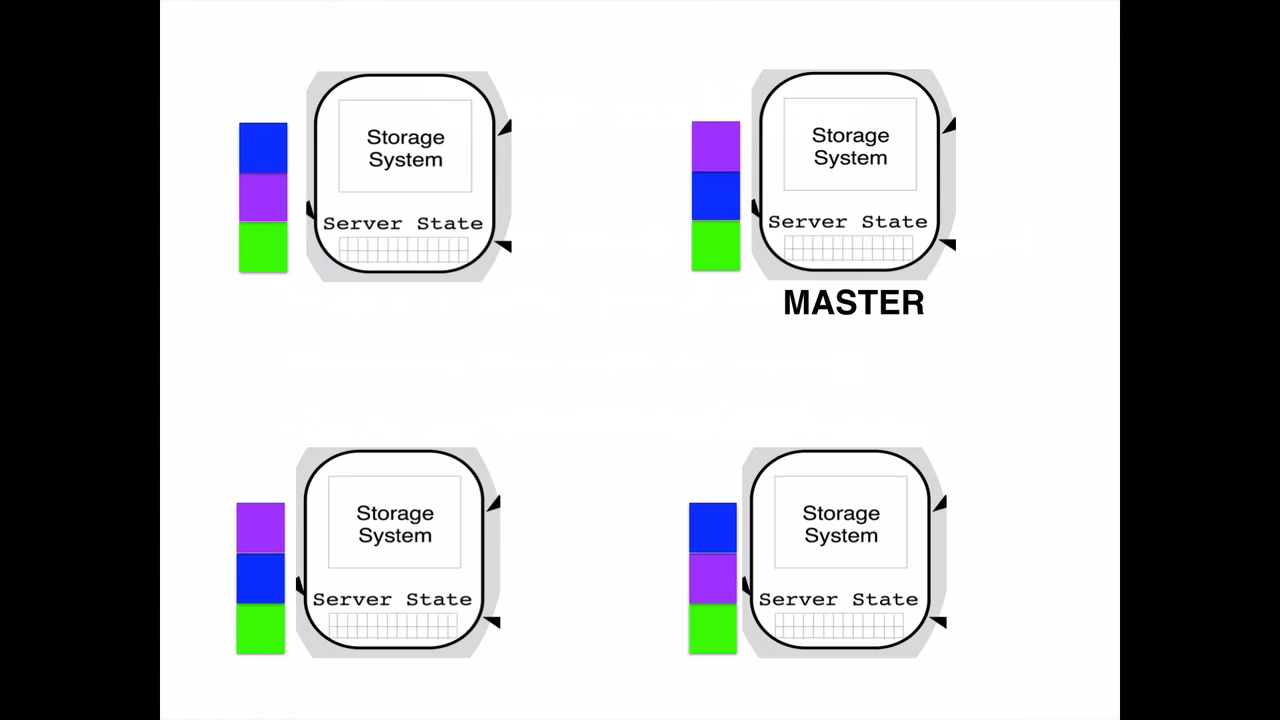 Storage
System
Server State
Storage
System
Server State
MASTER
Storage
System
Server State
Storage
System
Server State